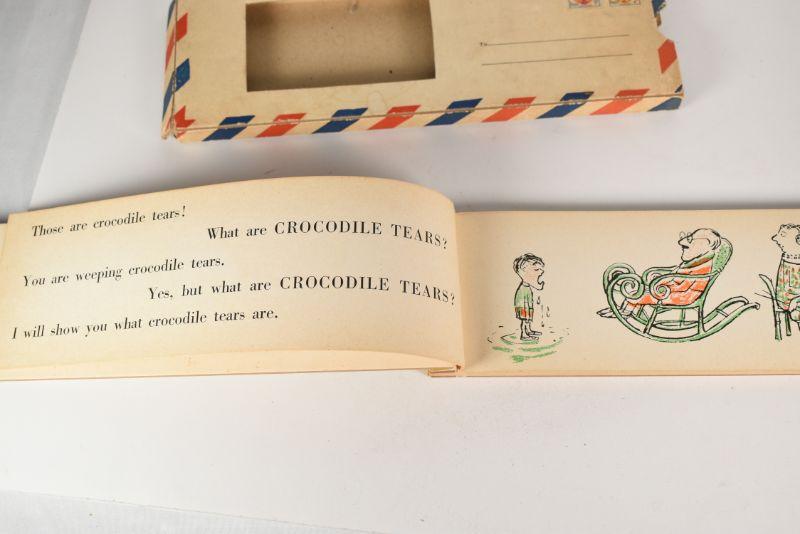 Those are crocodile tears!
What are CROCODILE TEARS?
You are weeping crocodile tears.
Yes, but what are CROCODILE TEARS?
I will show you what crocodile tears are.